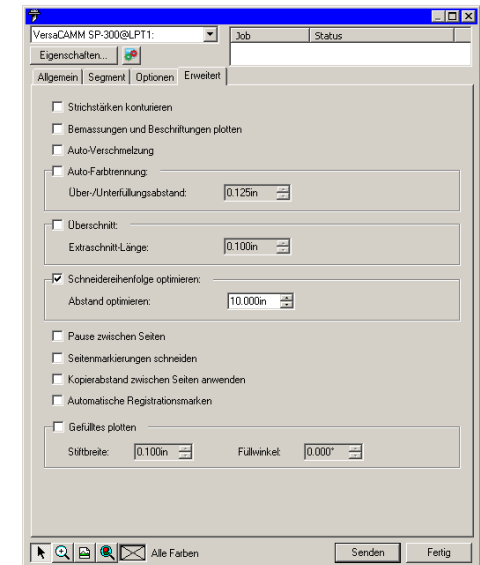 VersaCAMM SP-300@LPT1:
Job Status
Eigenschaften...
Allgemein Segment Optionen Erweitert
Strichstärken konturieren
Bemassungen und Beschriftungen plotten
Auto-Verschmelzung
Auto-Farbtrennung:
Über-/Unterfüllungsabstand: 0.125in
Überschnitt:
Extraschnitt-Länge: 0.100in
Schneidereihenfolge optimieren:
Abstand optimieren: 10.000in
Pause zwischen Seiten
Seitenmarkierungen schneiden
Kopierabstand zwischen Seiten anwenden
Automatische Registrationsmarken
Gefülltes plotten
Stiftbreite: 0.100in Füllwinkel: 0.000°
Alle Farben Senden Fertig